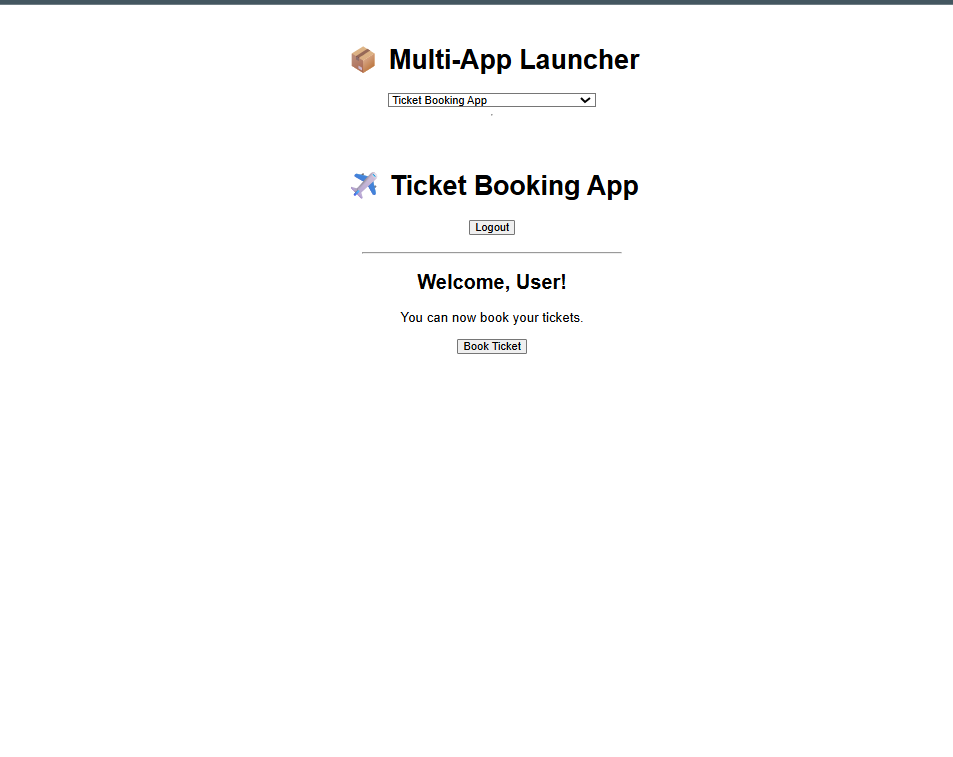 Multi-App Launcher
Ticket Booking App
Ticket Booking App
Logout
Welcome, User!
You can now book your tickets.
Book Ticket